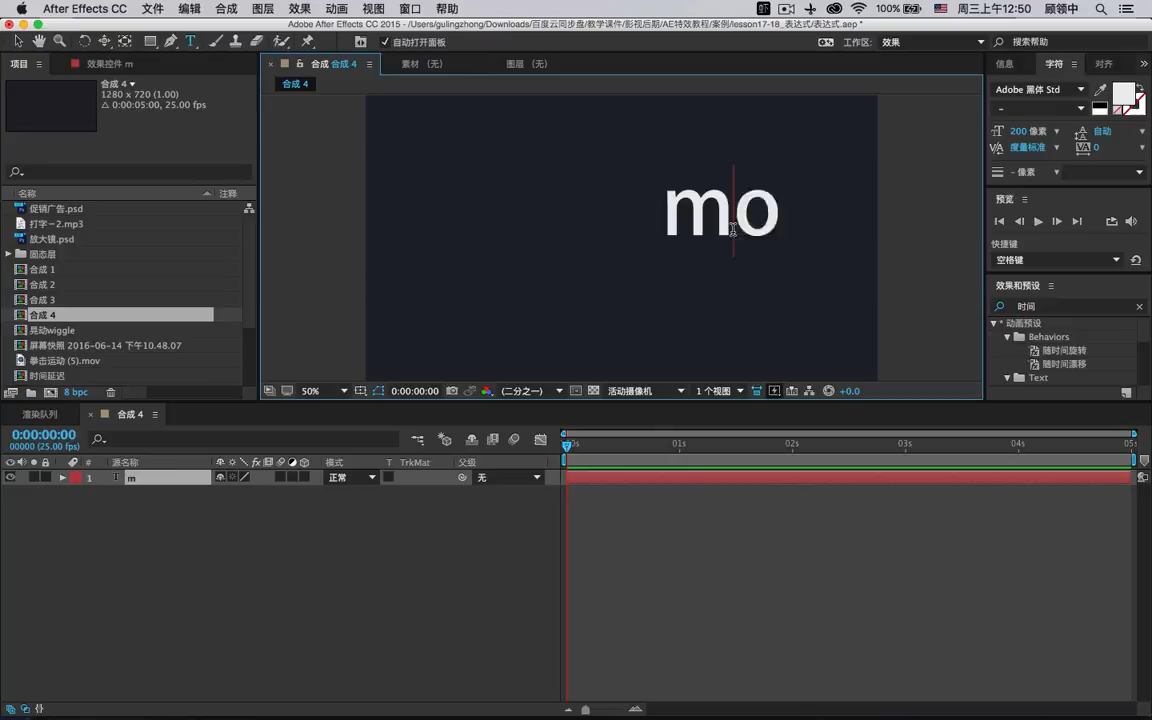 After Effects CC 文件 编辑 合成 图层 效果 动画 视图 窗口 帮助 100% 周三上午12:50 顾领中
Adobe After Effects CC 2015 - /Users/gulingzhong/Downloads/百度云同步盘/教学课件/影视后期/AE特效教程/案例/lesson17-18_表达式/表达式.aep *
自动打开面板 工作区: 效果 搜索帮助
项目 效果控件 m
合成 合成 4 素材 (无) 图层 (无)
信息 字符 对齐
合成 4
1280 x 720 (1.00)
Δ 0:00:05:00, 25.00 fps
合成 4
Adobe 黑体 Std
-
200 像素 自动
度量标准 0
- 像素
mo
名称 注释
促销广告.psd
打字-2.mp3
放大镜.psd
固态层
合成 1
合成 2
合成 3
合成 4
晃动wiggle
屏幕快照 2016-06-14 下午10.48.07
拳击运动 (5).mov
时间延迟
8 bpc
预览
快捷键
空格键
效果和预设
时间
* 动画预设
Behaviors
随时间旋转
随时间漂移
Text
50% 0:00:00:00 (二分之一) 活动摄像机 1 个视图 +0.0
渲染队列 合成 4
0:00:00:00
00000 (25.00 fps)
# 源名称 fx 模式 T TrkMat 父级
1 T m 正常 无
01s 02s 03s 04s